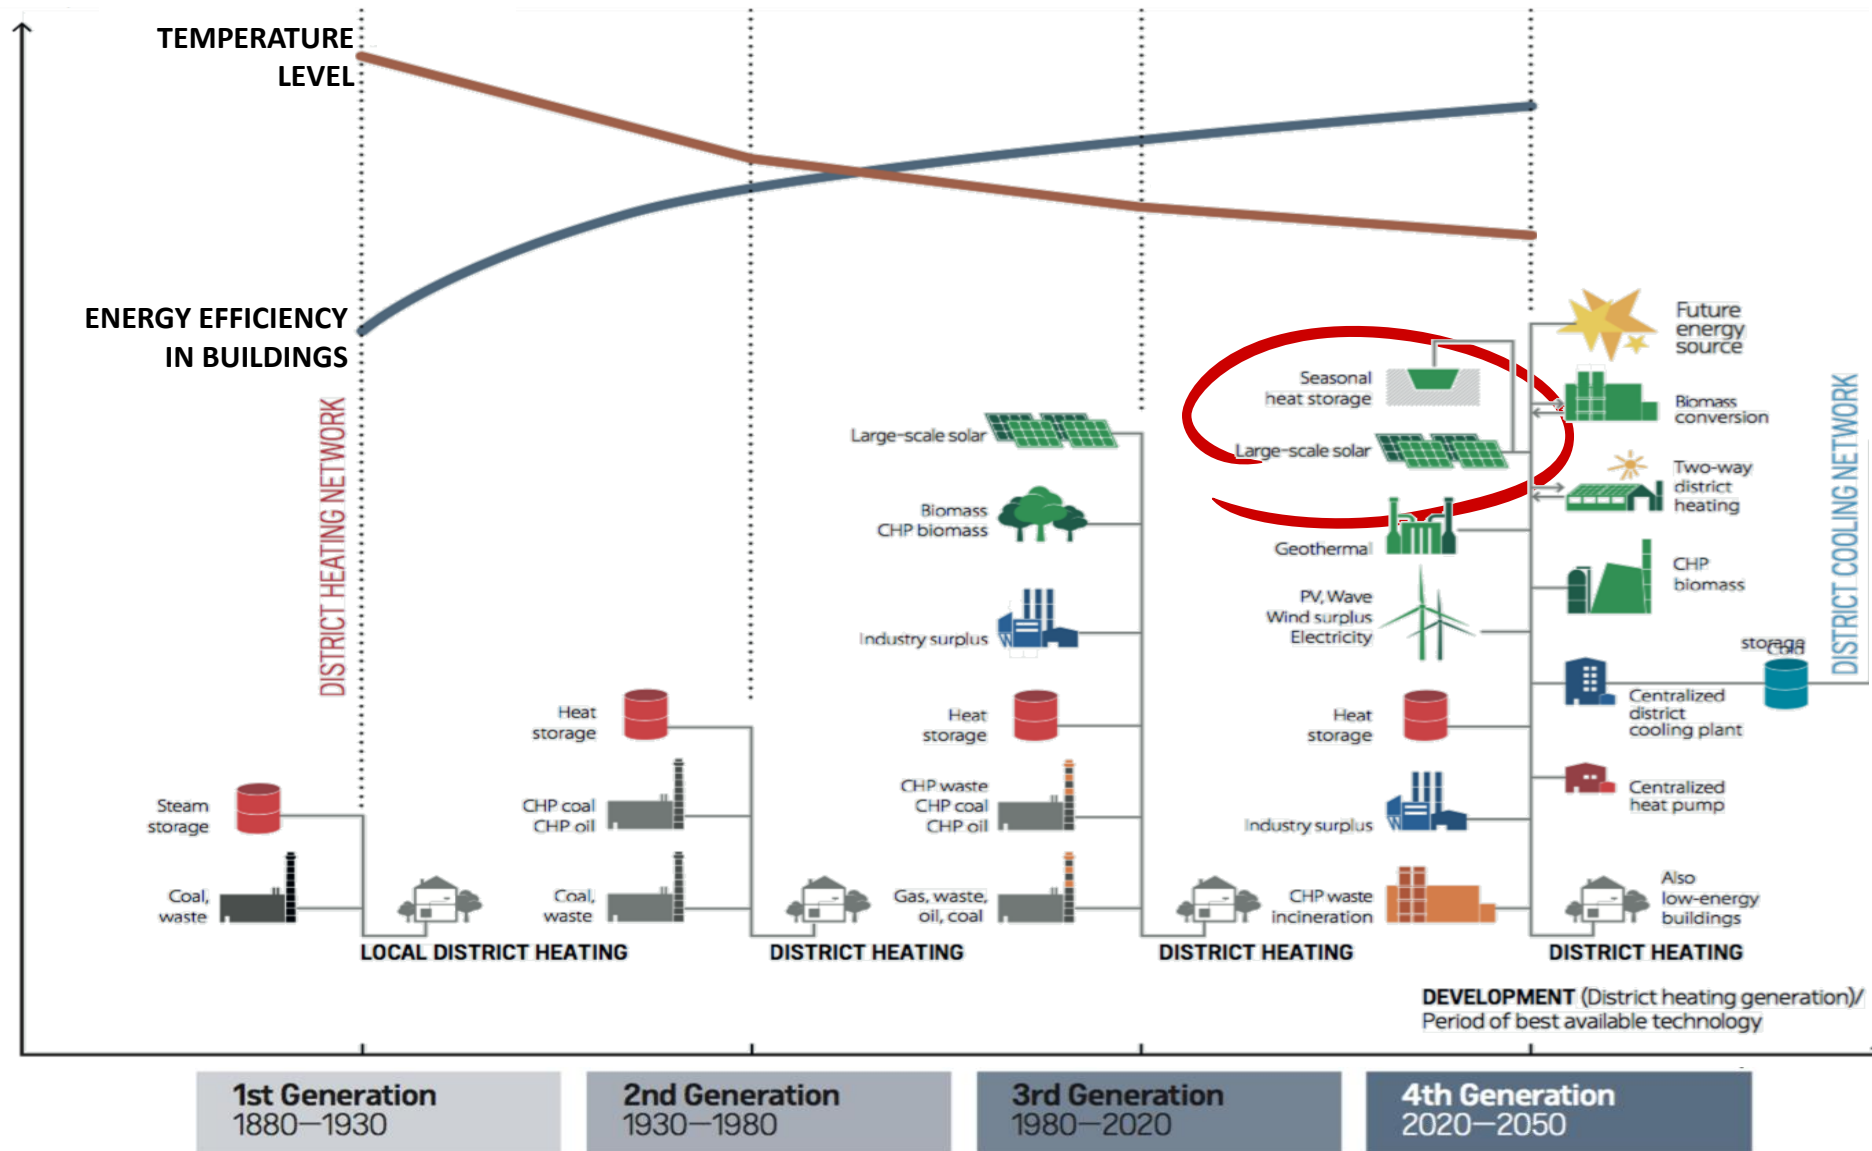 TEMPERATURE
LEVEL
ENERGY EFFICIENCY
IN BUILDINGS
DISTRICT HEATING NETWORK
Steam
storage
Coal,
waste
LOCAL DISTRICT HEATING
Heat
storage
CHP coal
CHP oil
Coal,
waste
DISTRICT HEATING
Large-scale solar
Biomass
CHP biomass
Industry surplus
Heat
storage
CHP waste
CHP coal
CHP oil
Gas, waste,
oil, coal
DISTRICT HEATING
Seasonal
heat storage
Large-scale solar
Geothermal
PV, Wave
Wind surplus
Electricity
Heat
storage
Industry surplus
CHP waste
incineration
Future
energy
source
Biomass
conversion
Two-way
district
heating
CHP
biomass
storage
Cold
Centralized
district
cooling plant
Centralized
heat pump
Also
low-energy
buildings
DISTRICT HEATING
DISTRICT COOLING NETWORK
DEVELOPMENT (District heating generation)/
Period of best available technology
1st Generation
1880—1930
2nd Generation
1930—1980
3rd Generation
1980—2020
4th Generation
2020—2050